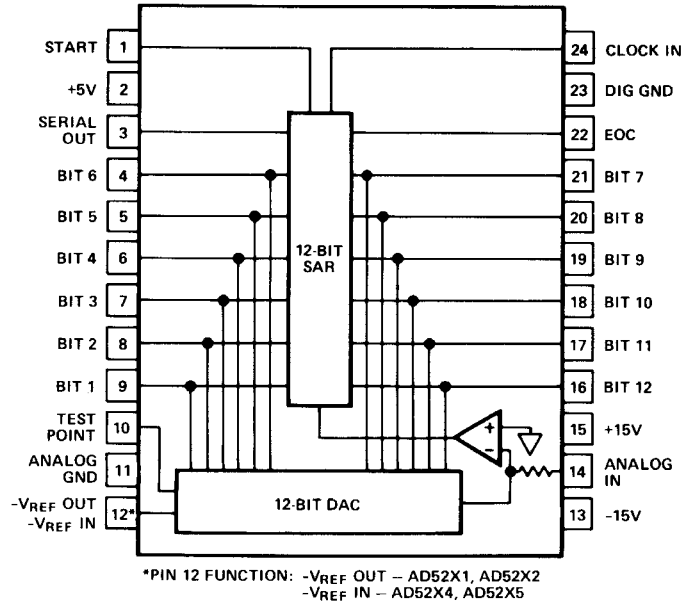 START 1
+5V 2
SERIAL
OUT 3
BIT 6 4
BIT 5 5
BIT 4 6
BIT 3 7
BIT 2 8
BIT 1 9
TEST
POINT 10
ANALOG
GND 11
-VREF OUT
-VREF IN 12*
12-BIT
SAR
+
-
12-BIT DAC
24 CLOCK IN
23 DIG GND
22 EOC
21 BIT 7
20 BIT 8
19 BIT 9
18 BIT 10
17 BIT 11
16 BIT 12
15 +15V
14 ANALOG
IN
13 -15V
*PIN 12 FUNCTION: -VREF OUT – AD52X1, AD52X2
-VREF IN – AD52X4, AD52X5